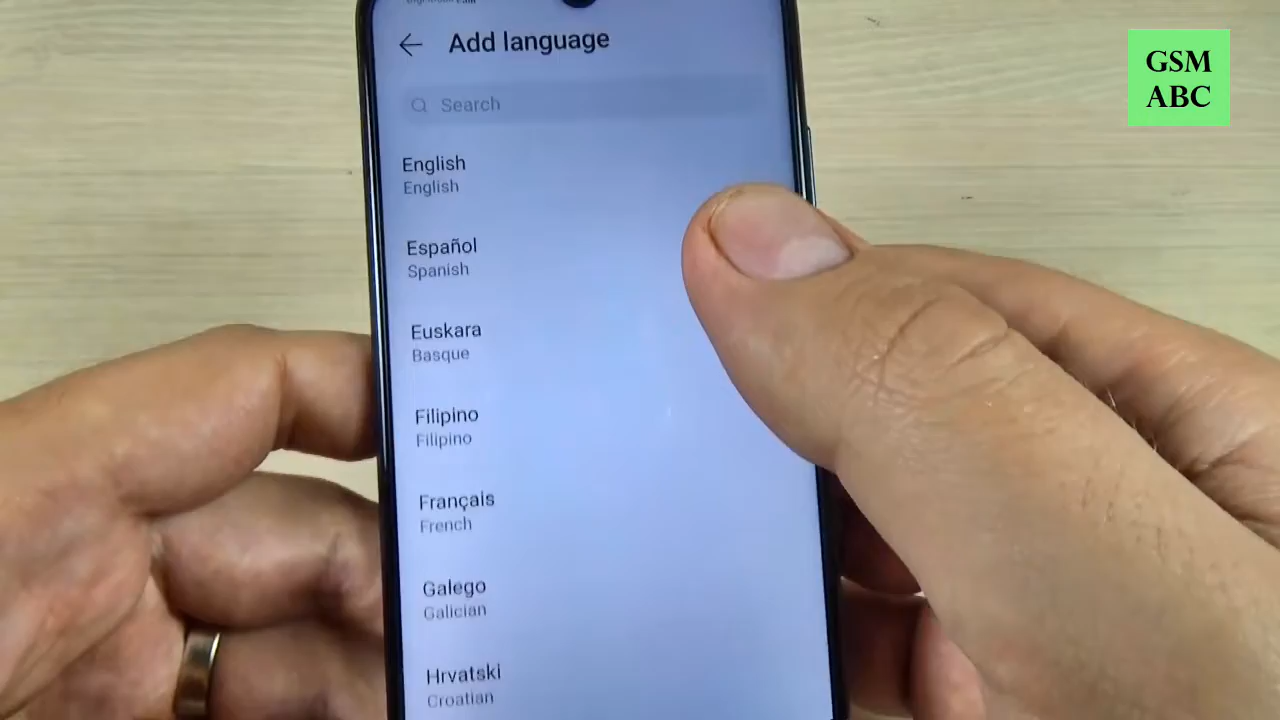 Add language
Search
English
English
Español
Spanish
Euskara
Basque
Filipino
Filipino
Français
French
Galego
Galician
Hrvatski
Croatian
GSM
ABC